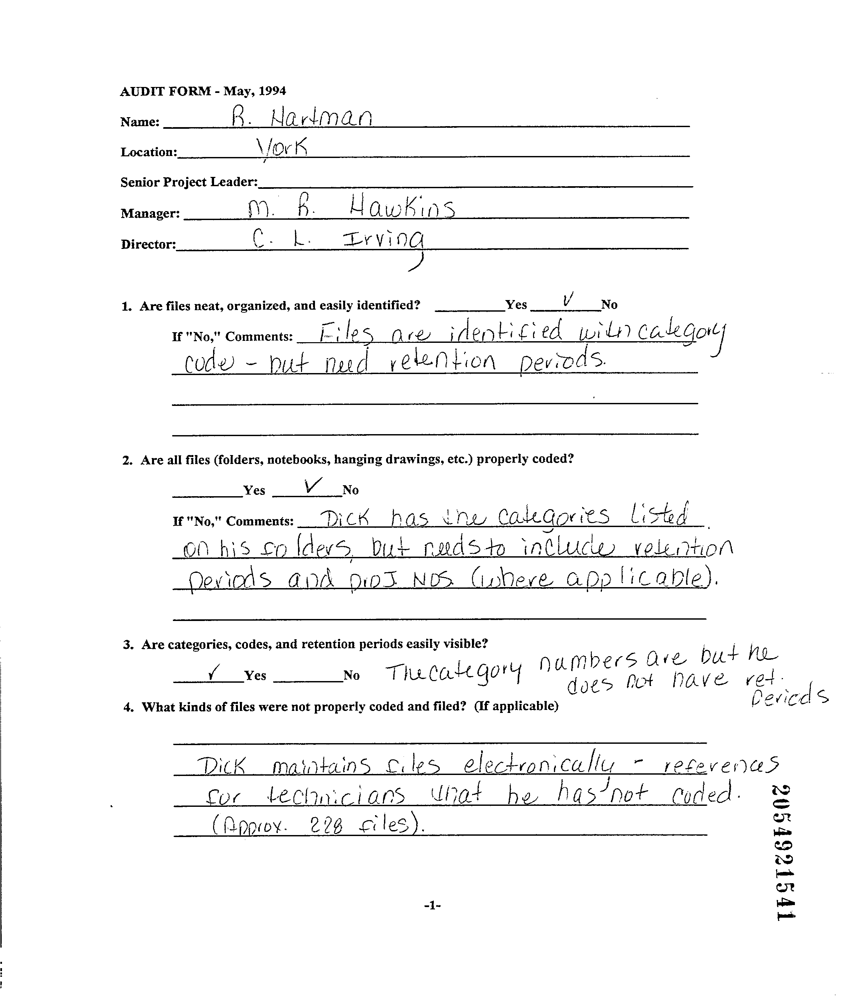 AUDIT FORM - May, 1994
Name: R. Hartman
Location: York
Senior Project Leader:
Manager: M. R. Hawkins
Director: C. L. Irving
1. Are files neat, organized, and easily identified? Yes √ No
If "No," Comments: Files are identified with category
code - but need retention periods.
2. Are all files (folders, notebooks, hanging drawings, etc.) properly coded?
Yes √ No
If "No," Comments: Dick has the categories listed
on his folders, but needs to include retention
periods and proJ NOS (where applicable).
3. Are categories, codes, and retention periods easily visible?
√ Yes No The category numbers are but he
does not have ret.
periods
4. What kinds of files were not properly coded and filed? (If applicable)
Dick maintains files electronically - references
for technicians that he has not coded.
(Approx. 228 files).
-1-
2054921541